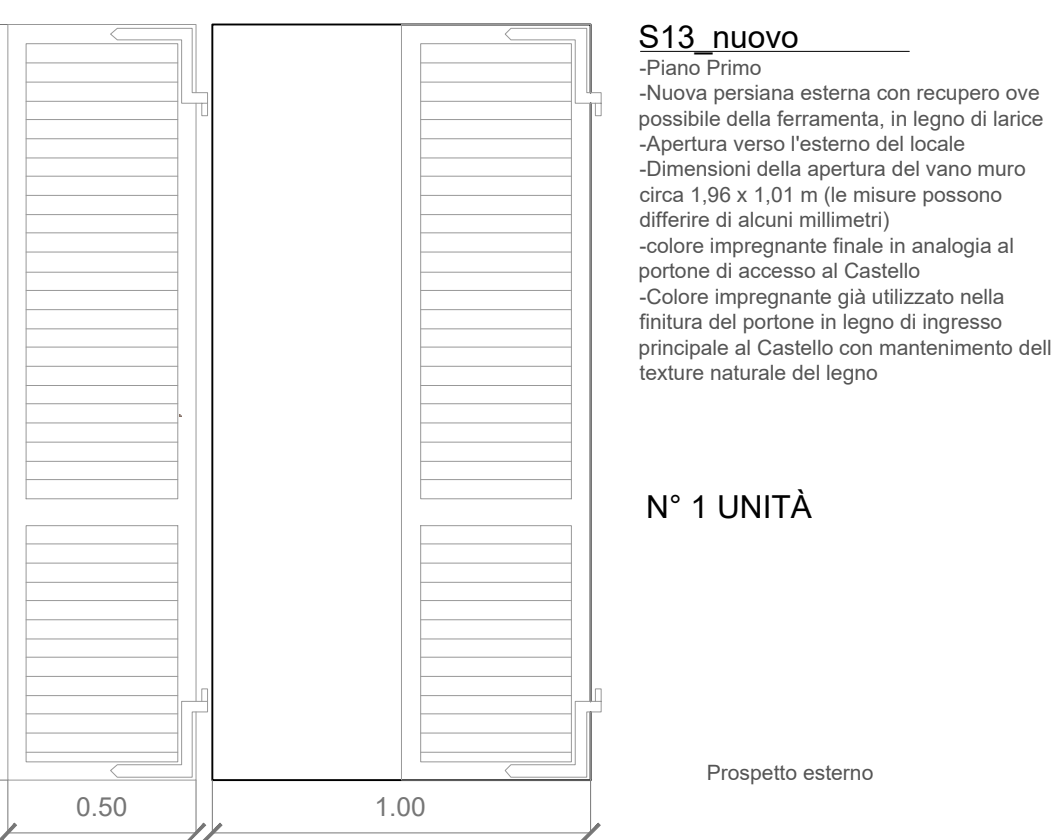 S13_nuovo
-Piano Primo
-Nuova persiana esterna con recupero ove
possibile della ferramenta, in legno di larice
-Apertura verso l'esterno del locale
-Dimensioni della apertura del vano muro
circa 1,96 x 1,01 m (le misure possono
differire di alcuni millimetri)
-colore impregnante finale in analogia al
portone di accesso al Castello
-Colore impregnante già utilizzato nella
finitura del portone in legno di ingresso
principale al Castello con mantenimento dell
texture naturale del legno
N° 1 UNITÀ
Prospetto esterno
0.50
1.00